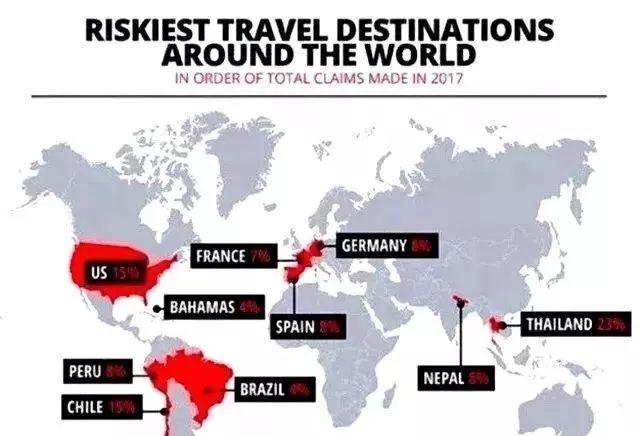 RISKIEST TRAVEL DESTINATIONS
AROUND THE WORLD
IN ORDER OF TOTAL CLAIMS MADE IN 2017
GERMANY 8%
FRANCE 7%
US 15%
BAHAMAS 4%
SPAIN 8%
THAILAND 23%
PERU 8%
NEPAL 8%
BRAZIL 4%
CHILE 15%